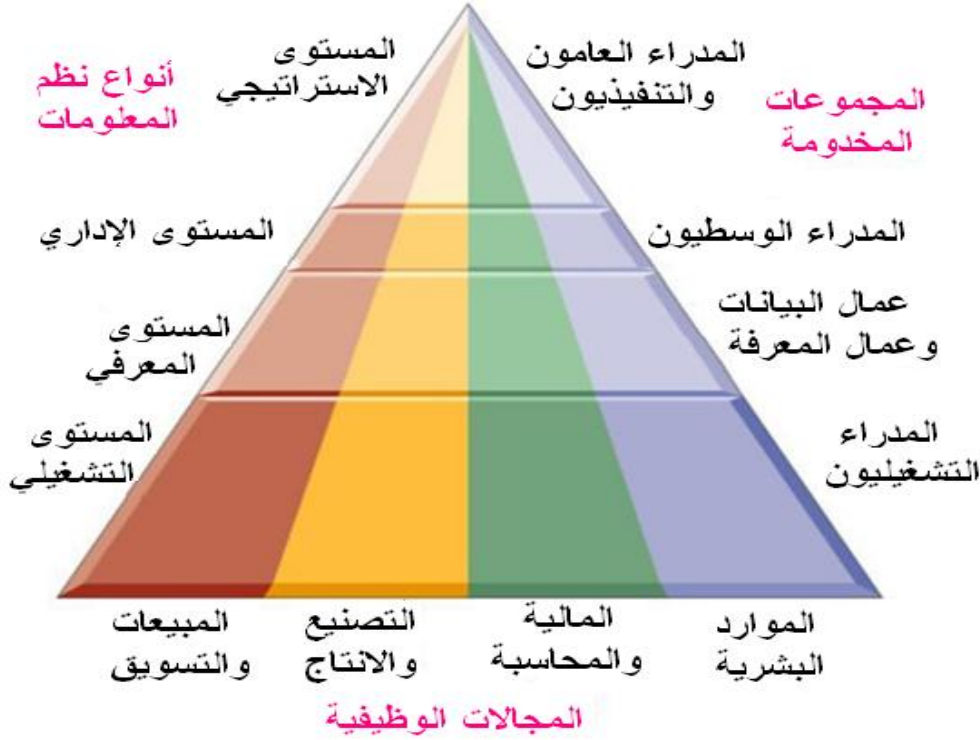 المدراء العامون
والتنفيذيون
المستوى
الاستراتيجي
المجموعات
المخدومة
أنواع نظم
المعلومات
المدراء الوسطيون
المستوى الإداري
عمال البيانات
وعمال المعرفة
المستوى
المعرفي
المدراء
التشغيليون
المستوى
التشغيلي
الموارد
البشرية
المالية
والمحاسبة
التصنيع
والانتاج
المبيعات
والتسويق
المجالات الوظيفية